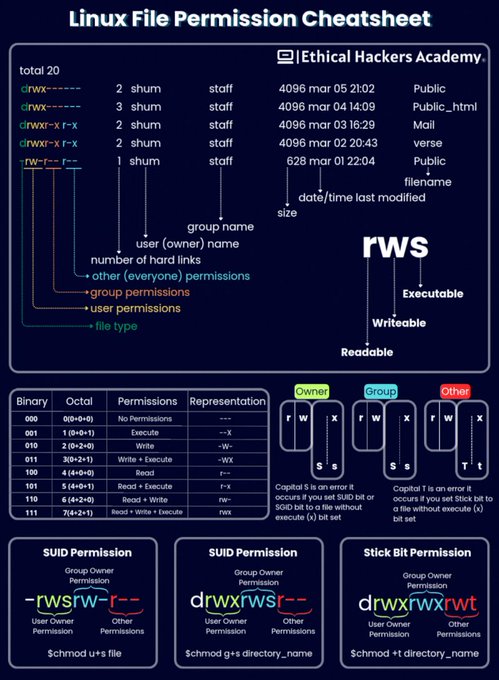 Linux File Permission Cheatsheet
Ethical Hackers Academy
total 20
drwx------ 2 shum staff 4096 mar 05 21:02 Public
drwx------ 3 shum staff 4096 mar 04 14:09 Public_html
drwxr-x r-x 2 shum staff 4096 mar 03 16:29 Mail
drwxr-x r-x 2 shum staff 4096 mar 02 20:43 verse
-rw-r-- r-- 1 shum staff 628 mar 01 22:04 Public
filename
date/time last modified
size
group name
user (owner) name
number of hard links
other (everyone) permissions
group permissions
user permissions
file type
rws
Executable
Writeable
Readable
Binary Octal Permissions Representation
000 0(0+0+0) No Permissions ---
001 1 (0+0+1) Execute --X
010 2 (0+2+0) Write -W-
011 3(0+2+1) Write + Execute -WX
100 4 (4+0+0) Read r--
101 5 (4+0+1) Read + Execute r-x
110 6 (4+2+0) Read + Write rw-
111 7(4+2+1) Read + Write + Execute rwx
Owner Group Other
r w x r w x r w x
S s S s T t
Capital S is an error it
occurs if you set SUID bit or
SGID bit to a file without
execute (x) bit set
Capital T is an error it
occurs if you set Stick bit to
a file without execute (x)
bit set
SUID Permission
Group Owner
Permission
-rwsrw-r--
User Owner
Permission
Other
Permissions
$chmod u+s file
SUID Permission
Group Owner
Permission
drwxrwsr--
User Owner
Permission
Other
Permissions
$chmod g+s directory_name
Stick Bit Permission
Group Owner
Permission
drwxrwxrwt
User Owner
Permission
Other
Permissions
$chmod +t directory_name